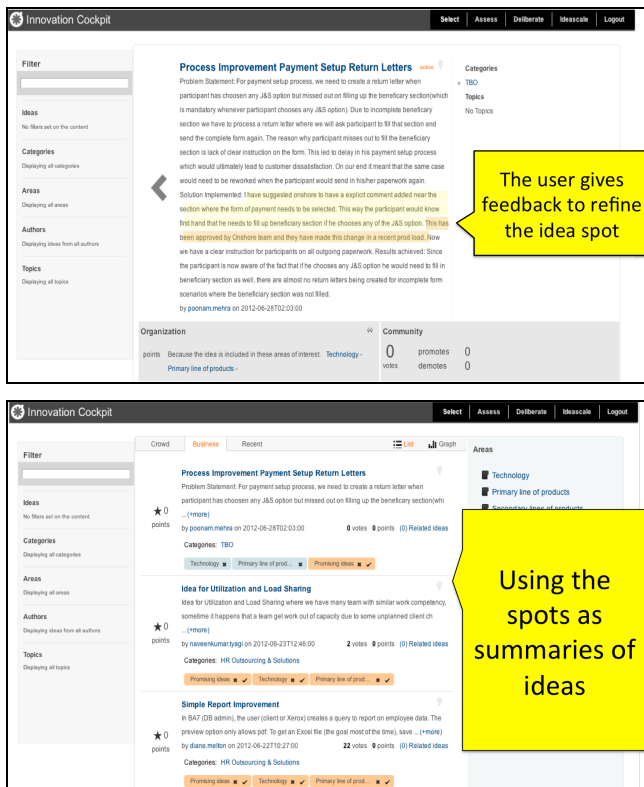 Innovation Cockpit
Select Assess Deliberate Ideascale Logout
Filter
Ideas
No filters set on the content
Categories
Displaying all categories
Areas
Displaying all areas
Authors
Displaying ideas from all authors
Topics
Displaying all topics
Process Improvement Payment Setup Return Letters active
Problem Statement: For payment setup process, we need to create a return letter when
participant has choosen any J&S option but missed out on filling up the beneficary section(which
is mandatory whenever participant chooses any J&S option). Due to incomplete beneficary
section we have to process a return letter where we will ask participant to fill that section and
send the complete form again. The reason why participant misses out to fill the beneficiary
section is lack of clear instruction on the form. This led to delay in his payment setup process
which would ultimately lead to customer dissatisfaction. On our end it meant that the same case
would need to be reworked when the participant would send in his/her paperwork again.
Solution Implemented: I have suggested onshore to have a explicit comment added near the
section where the form of payment needs to be selected. This way the participant would know
first hand that he needs to fill up beneficiary section if he chooses any of the J&S option. This has
been approved by Onshore team and they have made this change in a recent prod load. Now
we have a clear instruction for participants on all outgoing paperwork. Results achieved: Since
the participant is now aware of the fact that if he chooses any J&S option he would need to fill in
beneficiary section as well, there are almost no return letters being created for incomplete form
scenarios where the beneficiary section was not filled.
by poonam.mehra on 2012-06-28T02:03:00
Categories
TBO
Topics
No Topics
The user gives
feedback to refine
the idea spot
Organization
points Because the idea is included in these areas of interest: Technology -
Primary line of products -
Community
0 promotes 0
votes demotes 0
Innovation Cockpit
Select Assess Deliberate Ideascale Logout
Filter
Ideas
No filters set on the content
Categories
Displaying all categories
Areas
Displaying all areas
Authors
Displaying ideas from all authors
Topics
Displaying all topics
Crowd Business Recent List Graph
Process Improvement Payment Setup Return Letters
Problem Statement: For payment setup process, we need to create a return letter when
participant has choosen any J&S option but missed out on filling up the beneficary section(whi
...(+more)
★0
points
by poonam.mehra on 2012-06-28T02:03:00 0 votes 0 points (0) Related ideas
Categories: TBO
Technology ✖ Primary line of prod... ✖ Promising ideas ✖ ✔
Idea for Utilization and Load Sharing
Idea for Utilization and Load Sharing where we have many team with similar work competency,
sometime it happens that a team get work out of capacity due to some unplanned client ch
...(+more)
★0
points
by naveenkumar.tyagi on 2012-06-23T12:46:00 2 votes 0 points (0) Related ideas
Categories: HR Outsourcing & Solutions
Promising ideas ✖ ✔ Technology ✖ ✔ Primary line of prod... ✖ ✔
Simple Report Improvement
In BA7 (DB admin), the user (client or Xerox) creates a query to report on employee data. The
preview option only allows pdf. To get an Excel file (the goal most of the time), save ...(+more)
★0
points
by diane.melton on 2012-06-22T10:27:00 22 votes 0 points (0) Related ideas
Categories: HR Outsourcing & Solutions
Promising ideas ✖ ✔ Technology ✖ ✔ Primary line of prod... ✖ ✔
Areas
Technology
Primary line of products
Secondary lines of products
Using the
spots as
summaries of
ideas